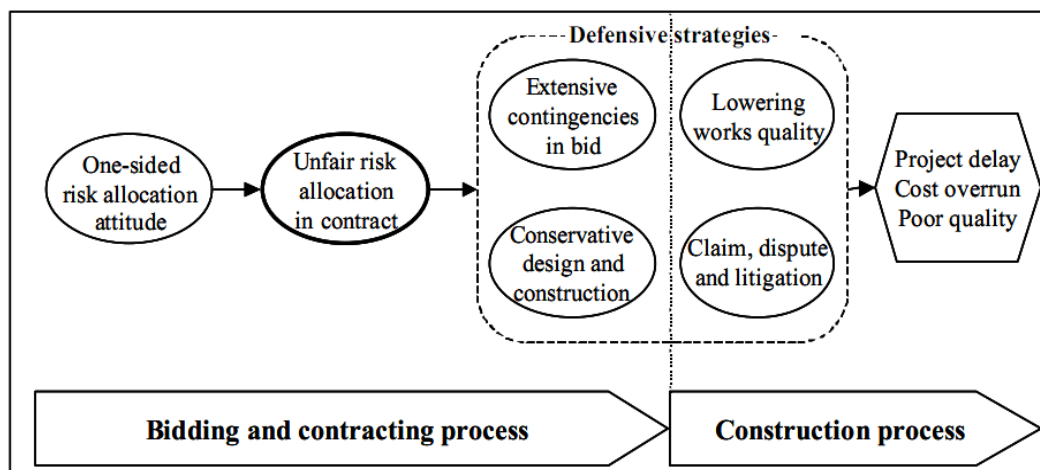 Defensive strategies
One-sided
risk allocation
attitude
Unfair risk
allocation
in contract
Extensive
contingencies
in bid
Conservative
design and
construction
Lowering
works quality
Claim, dispute
and litigation
Project delay
Cost overrun
Poor quality
Bidding and contracting process
Construction process